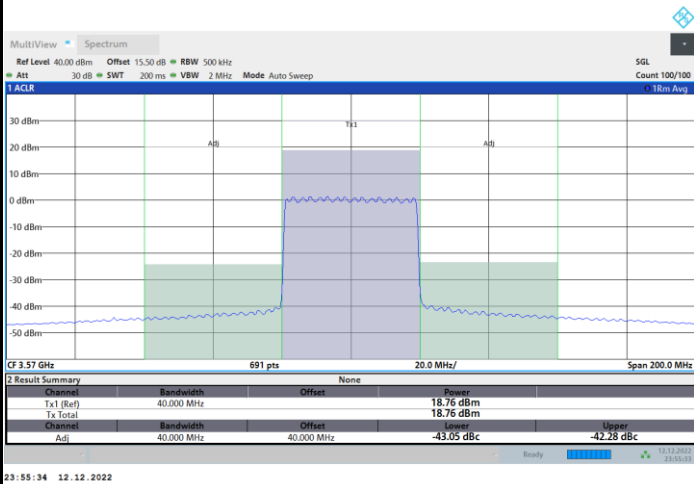 MultiView Spectrum
Ref Level 40.00 dBm Offset 15.50 dB RBW 500 kHz SGL
Att 30 dB SWT 200 ms VBW 2 MHz Mode Auto Sweep Count 100/100
1 ACLR 1Rm Avg
30 dBm
Tx1
20 dBm
Adj Adj
10 dBm
0 dBm
-10 dBm
-20 dBm
-30 dBm
-40 dBm
-50 dBm
CF 3.57 GHz 691 pts 20.0 MHz/ Span 200.0 MHz
2 Result Summary None
Channel Bandwidth Offset Power
Tx1 (Ref) 40.000 MHz 18.76 dBm
Tx Total 18.76 dBm
Channel Bandwidth Offset Lower Upper
Adj 40.000 MHz 40.000 MHz -43.05 dBc -42.28 dBc
Ready 12.12.2022
23:55:33
23:55:34 12.12.2022